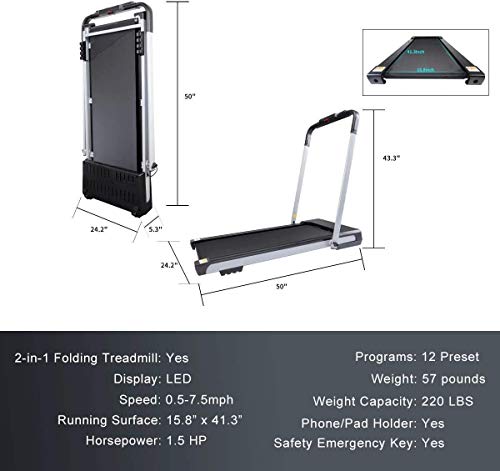 50"
24.2"
5.3"
41.3inch
15.8inch
43.3"
24.2"
50"
2-in-1 Folding Treadmill: Yes
Display: LED
Speed: 0.5-7.5mph
Running Surface: 15.8” x 41.3”
Horsepower: 1.5 HP
Programs: 12 Preset
Weight: 57 pounds
Weight Capacity: 220 LBS
Phone/Pad Holder: Yes
Safety Emergency Key: Yes